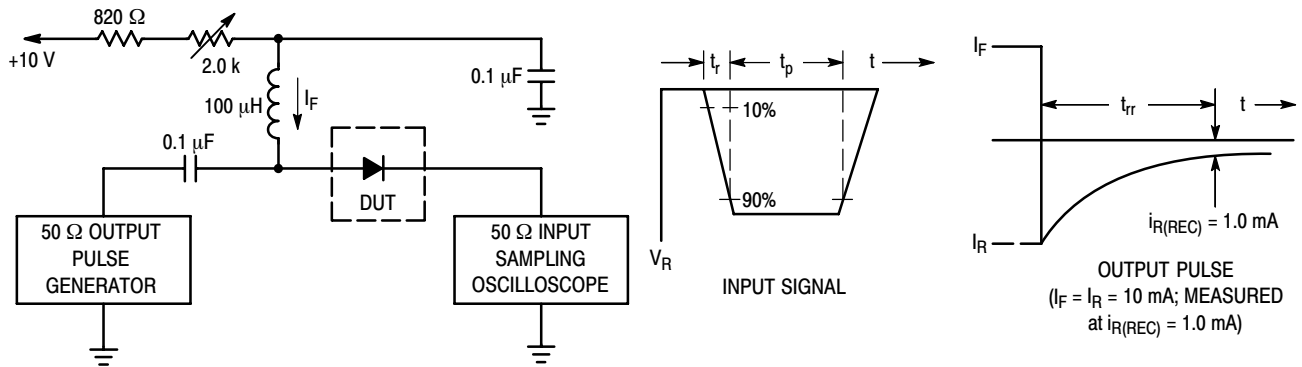 820 Ω
+10 V
2.0 k
100 μH
I_F
0.1 μF
0.1 μF
DUT
50 Ω OUTPUT
PULSE
GENERATOR
50 Ω INPUT
SAMPLING
OSCILLOSCOPE
t_r
t_p
t
10%
90%
V_R
INPUT SIGNAL
I_F
t_rr
t
I_R
i_R(REC) = 1.0 mA
OUTPUT PULSE
(I_F = I_R = 10 mA; MEASURED
at i_R(REC) = 1.0 mA)